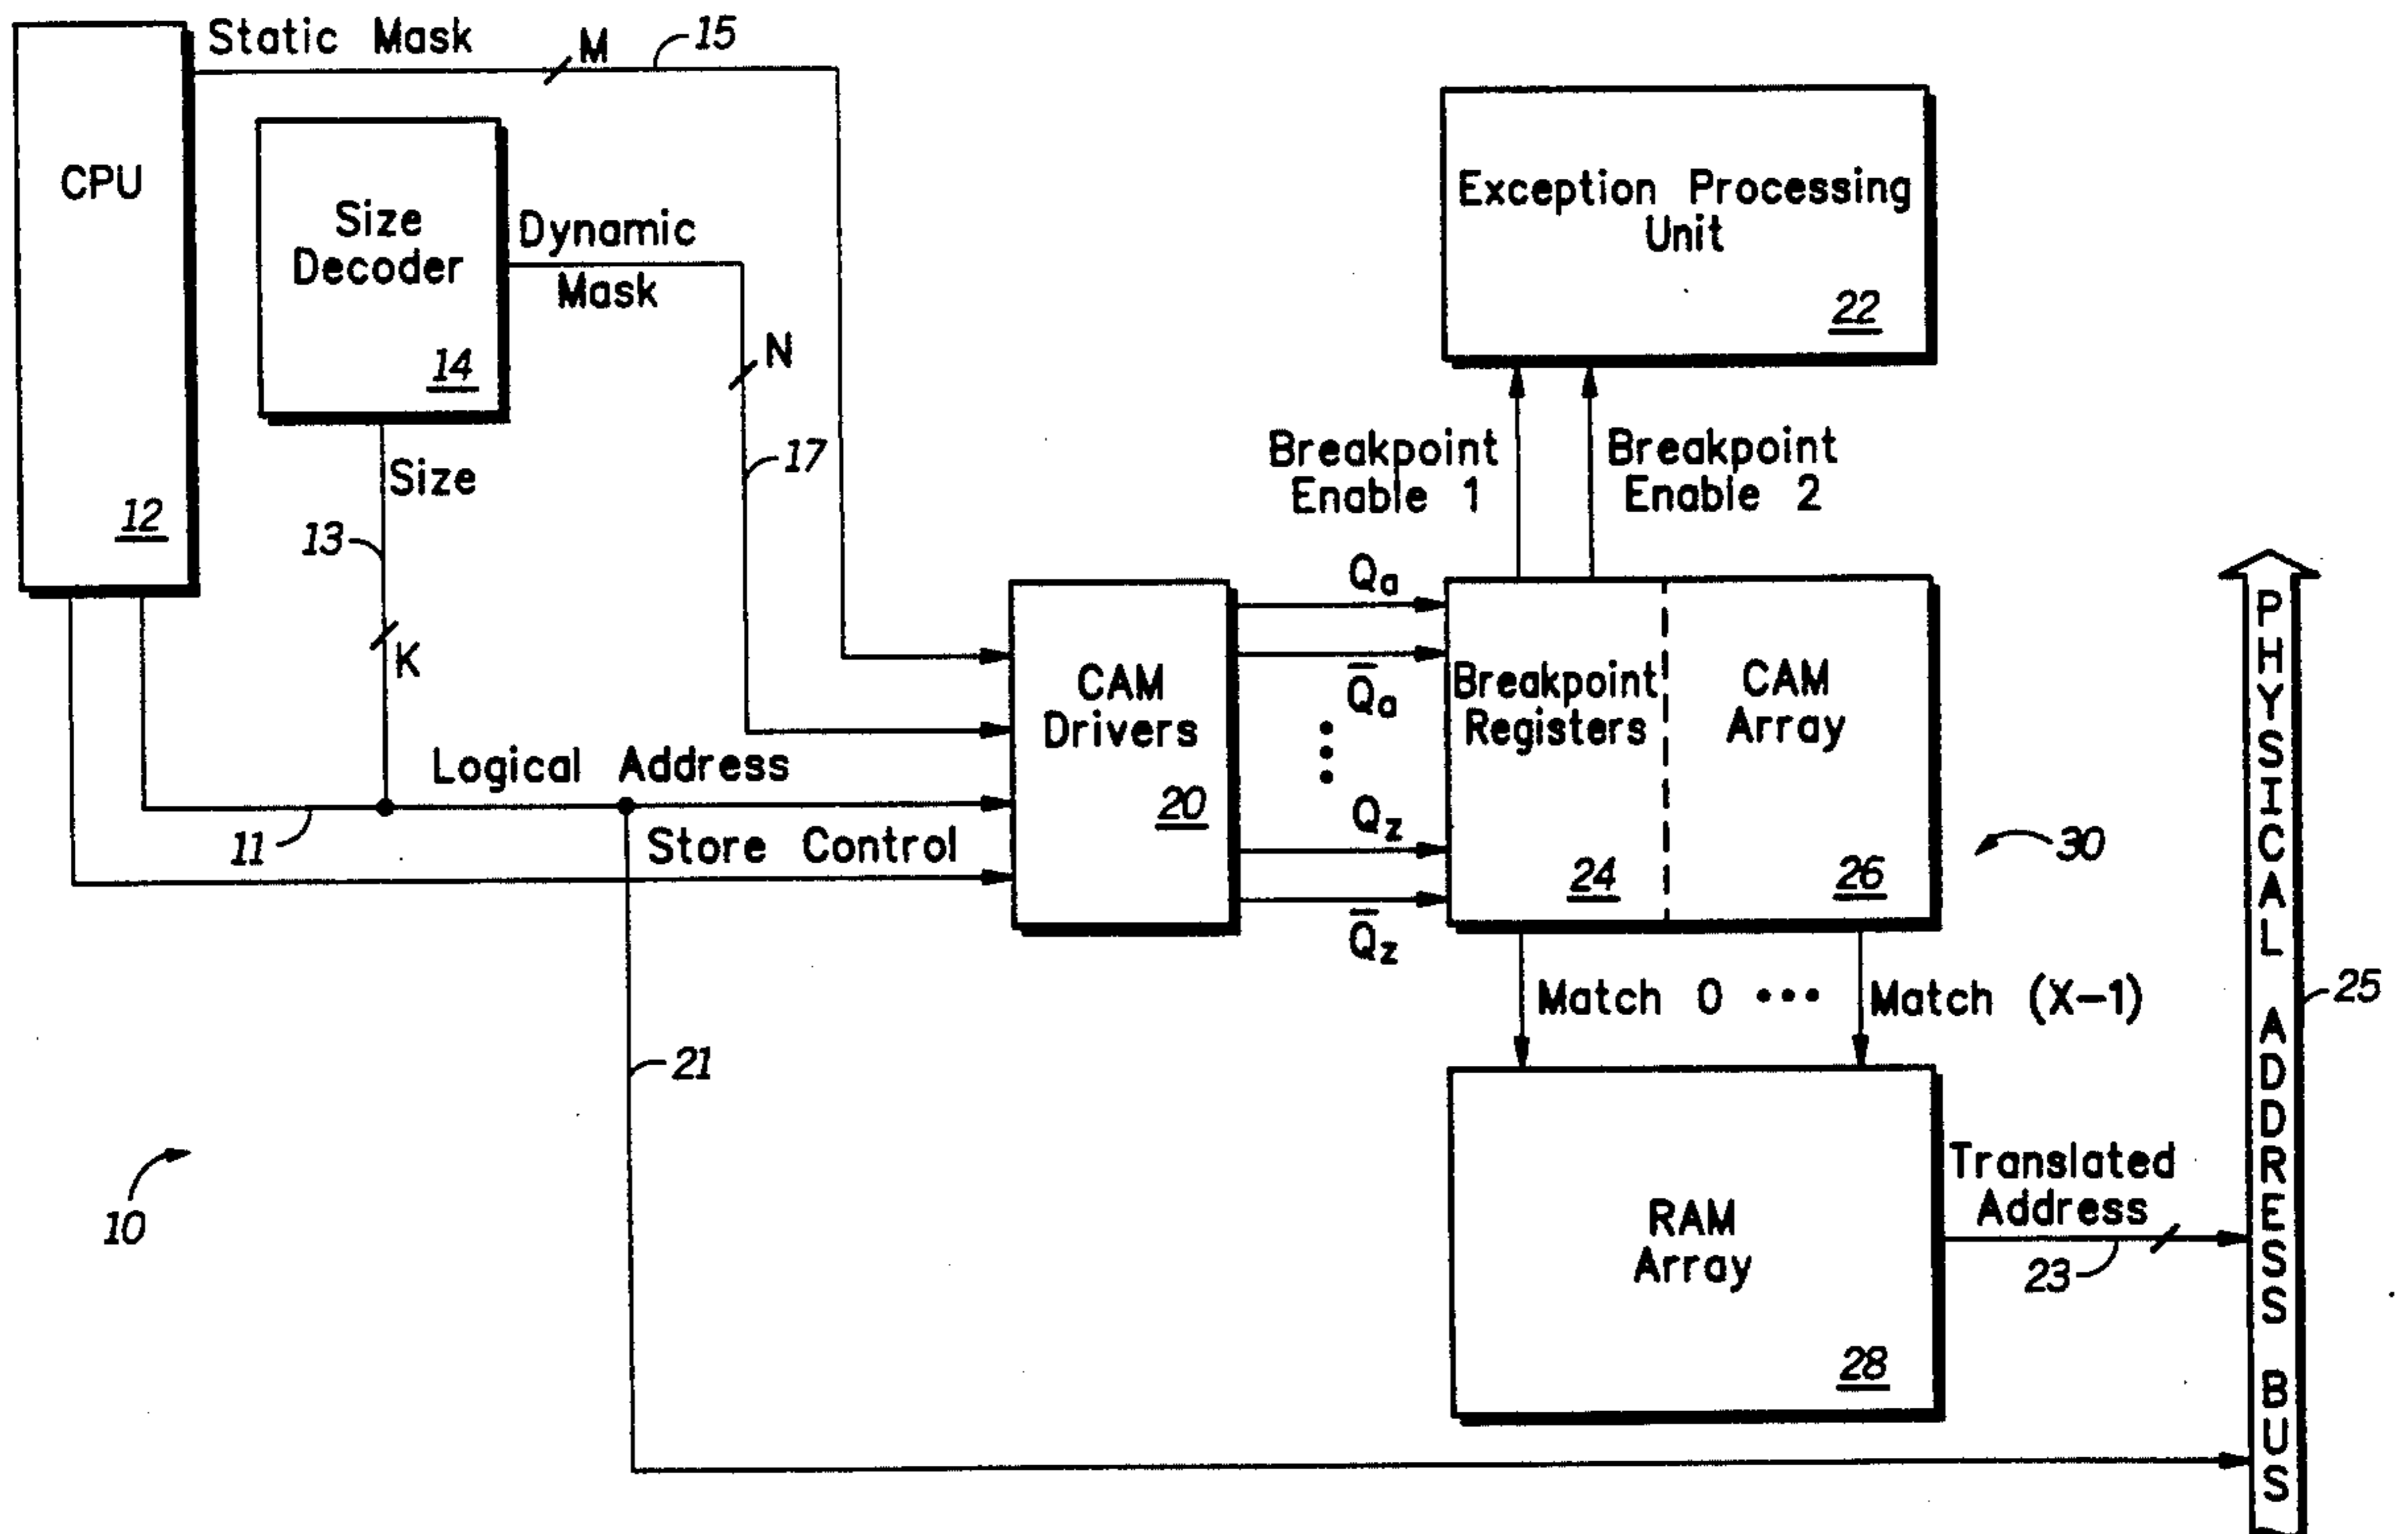 Static Mask
M
15
CPU
12
Size
Decoder
14
Dynamic
Mask
N
17
Size
13
K
Logical Address
11
Store Control
21
CAM
Drivers
20
Exception Processing
Unit
22
Breakpoint
Enable 1
Breakpoint
Enable 2
Qa
Q̅a
Qz
Q̅z
Breakpoint
Registers
24
CAM
Array
26
30
Match 0 ••• Match (X-1)
RAM
Array
28
Translated
Address
23
PHYSICAL ADDRESS BUS
25
10